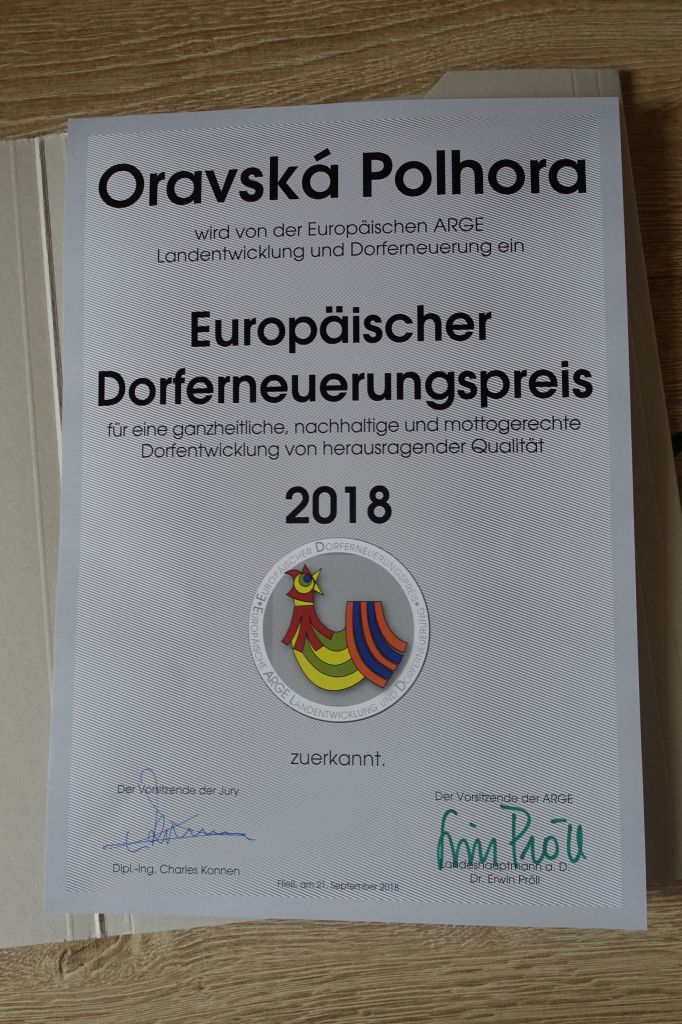 Oravská Polhora
wird von der Europäischen ARGE
Landentwicklung und Dorferneuerung ein
Europäischer
Dorferneuerungspreis
für eine ganzheitliche, nachhaltige und mottogerechte
Dorfentwicklung von herausragender Qualität
2018
EUROPÄISCHER DORFERNEUERUNGSPREIS
EUROPÄISCHE ARGE LANDENTWICKLUNG UND DORFERNEUERUNG
zuerkannt.
Der Vorsitzende der Jury
Dipl.-Ing. Charles Konnen
Der Vorsitzende der ARGE
Erwin Pröll
Landeshauptmann a. D.
Dr. Erwin Pröll
Fließ, am 21. September 2018